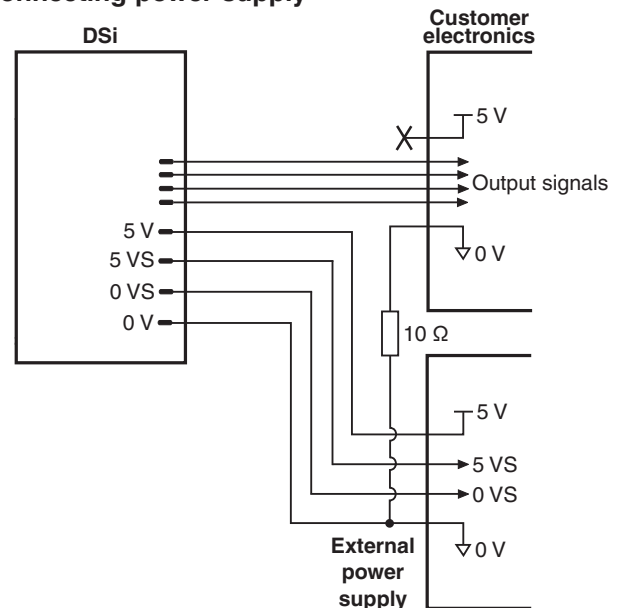 onnecting power supply
DSi
Customer
electronics
5 V
Output signals
0 V
5 V
5 VS
0 VS
0 V
10 Ω
5 V
5 VS
0 VS
0 V
External
power
supply